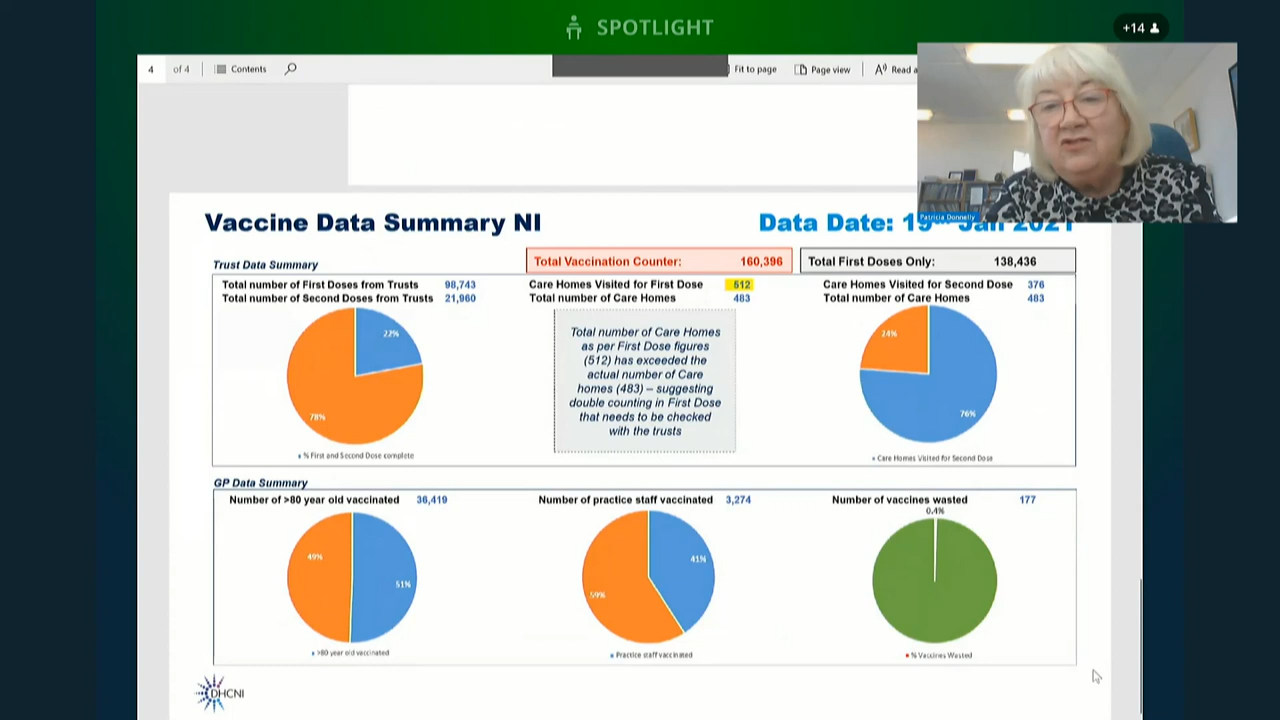 SPOTLIGHT
+14
4 of 4 Contents Fit to page Page view Read a
Patricia Donnelly
Vaccine Data Summary NI
Data Date: 19th Jan 2021
Trust Data Summary
Total Vaccination Counter: 160,396
Total First Doses Only: 138,436
Total number of First Doses from Trusts 98,743
Total number of Second Doses from Trusts 21,960
22%
78%
% First and Second Dose complete
Care Homes Visited for First Dose 512
Total number of Care Homes 483
Total number of Care Homes
as per First Dose figures
(512) has exceeded the
actual number of Care
homes (483) – suggesting
double counting in First Dose
that needs to be checked
with the trusts
Care Homes Visited for Second Dose 376
Total number of Care Homes 483
24%
76%
Care Homes Visited for Second Dose
GP Data Summary
Number of >80 year old vaccinated 36,419
49%
51%
>80 year old vaccinated
Number of practice staff vaccinated 3,274
41%
59%
Practice staff vaccinated
Number of vaccines wasted 177
0.4%
% Vaccines Wasted
DHCNI